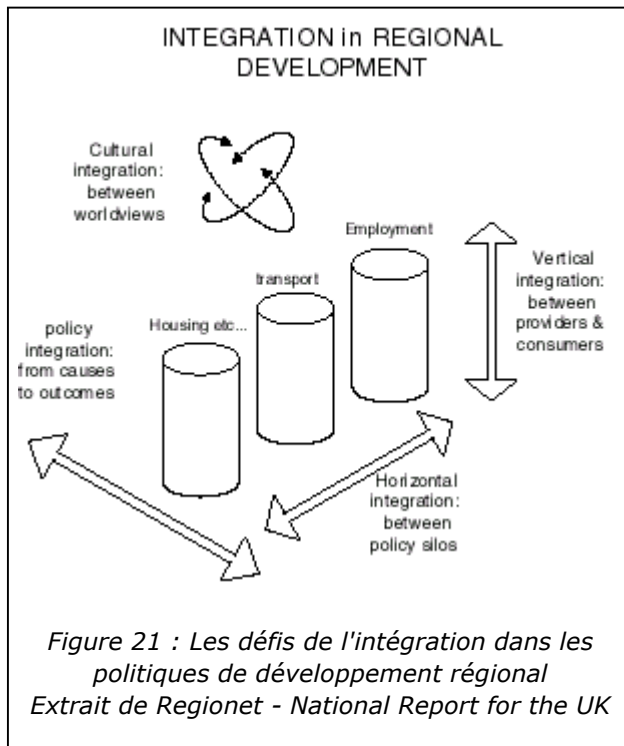 INTEGRATION in REGIONAL
DEVELOPMENT
Cultural
integration:
between
worldviews
Employment
transport
Housing etc...
Vertical
integration:
between
providers &
consumers
policy
integration:
from causes
to outcomes
Horizontal
integration:
between
policy silos
Figure 21 : Les défis de l'intégration dans les
politiques de développement régional
Extrait de Regionet - National Report for the UK